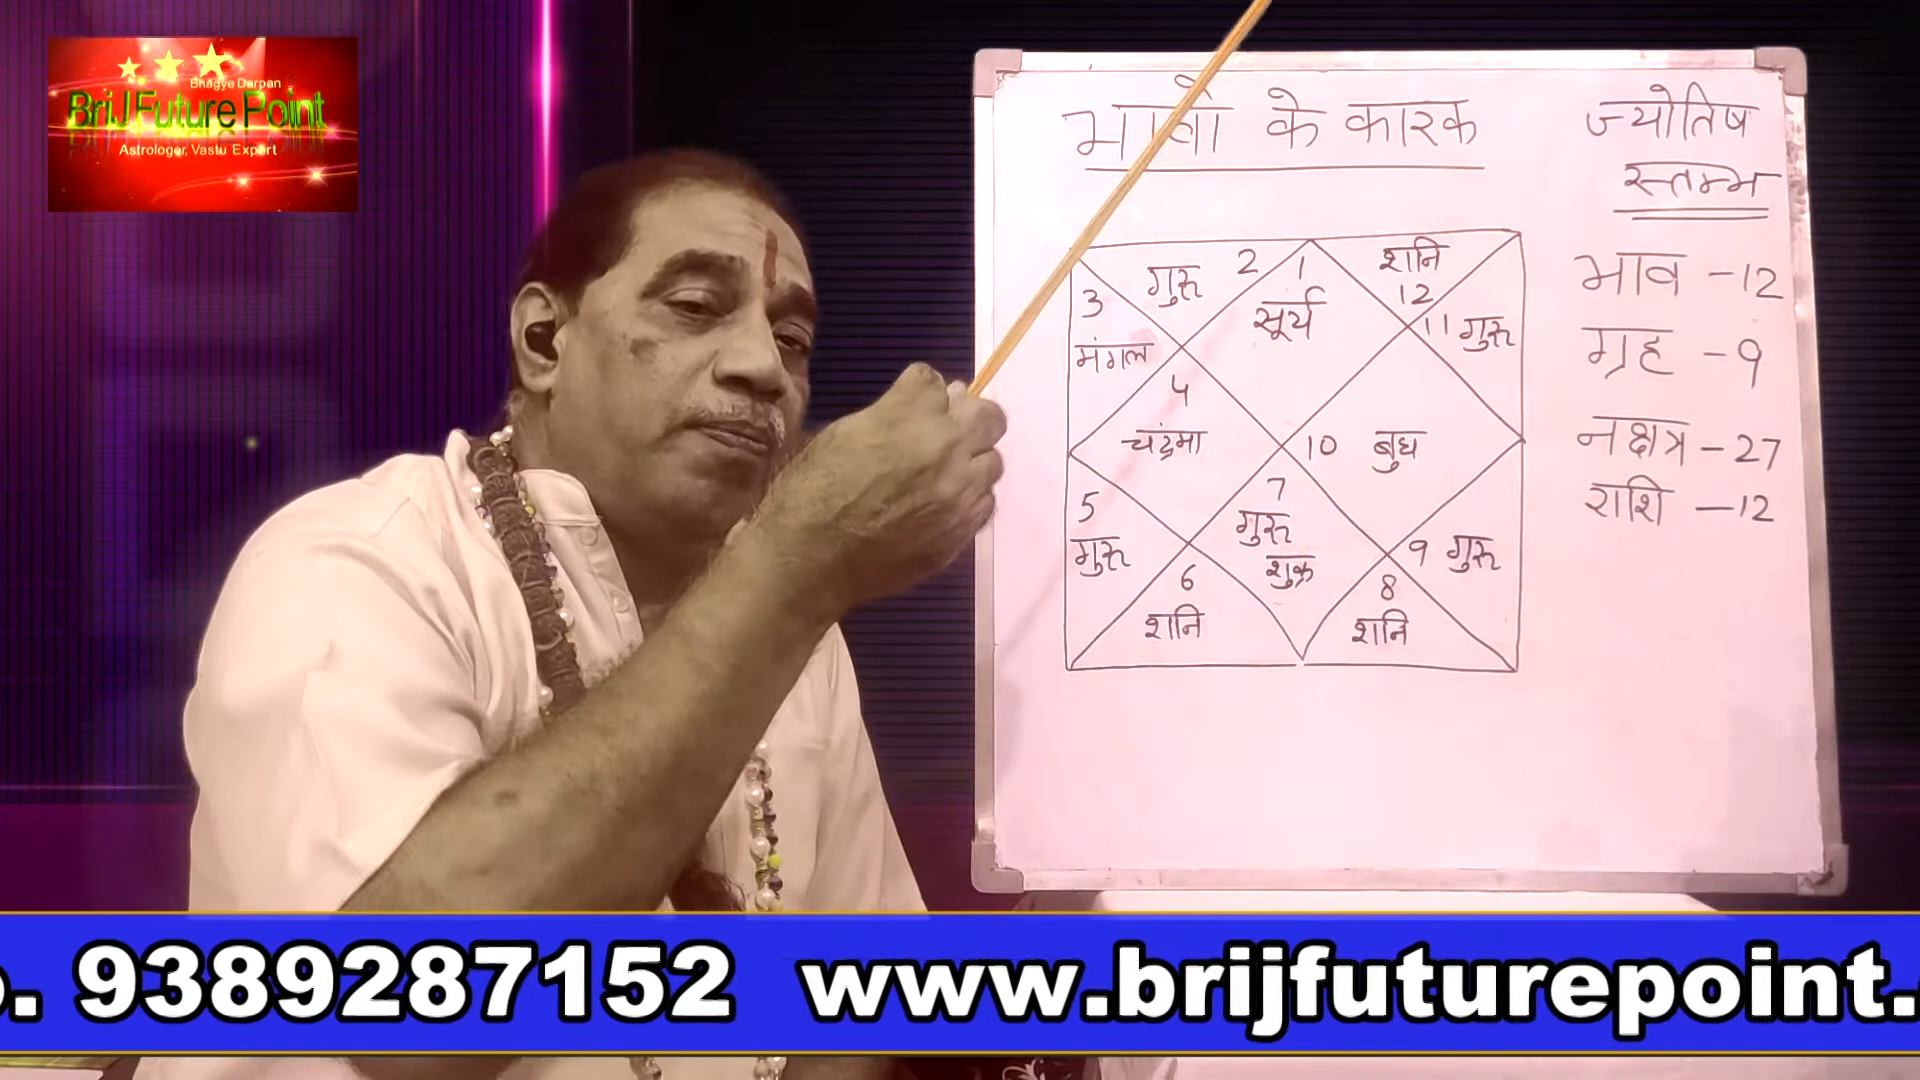 Bhagye Darpan
BriJ Future Point
Astrologer, Vastu Expert
भावो के कारक
ज्योतिष
स्तम्भ
भाव - 12
ग्रह - 9
नक्षत्र - 27
राशि - 12
गुरु 2
1
सूर्य
शनि
12
3
मंगल
11 गुरु
4
चंद्रमा
10 बुध
5
गुरु
7
गुरु
शुक्र
9 गुरु
6
शनि
8
शनि
9389287152 www.brijfuturepoint.